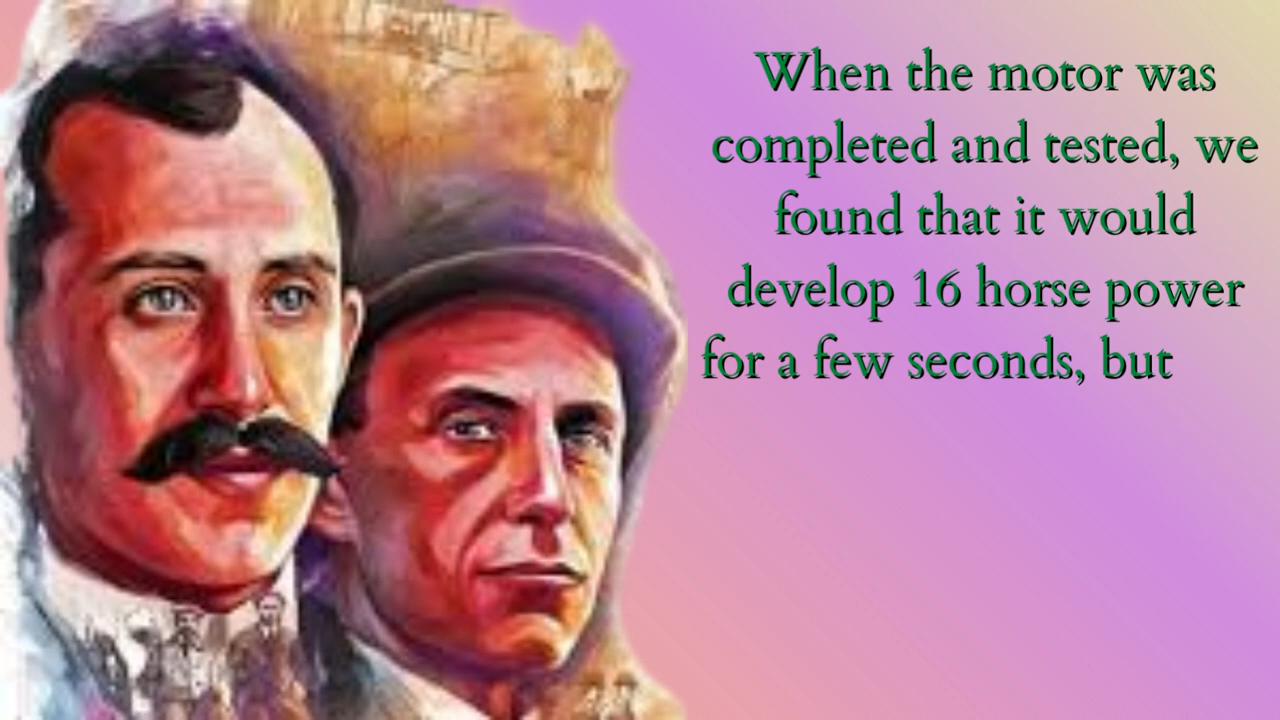 When the motor was
completed and tested, we
found that it would
develop 16 horse power
for a few seconds, but